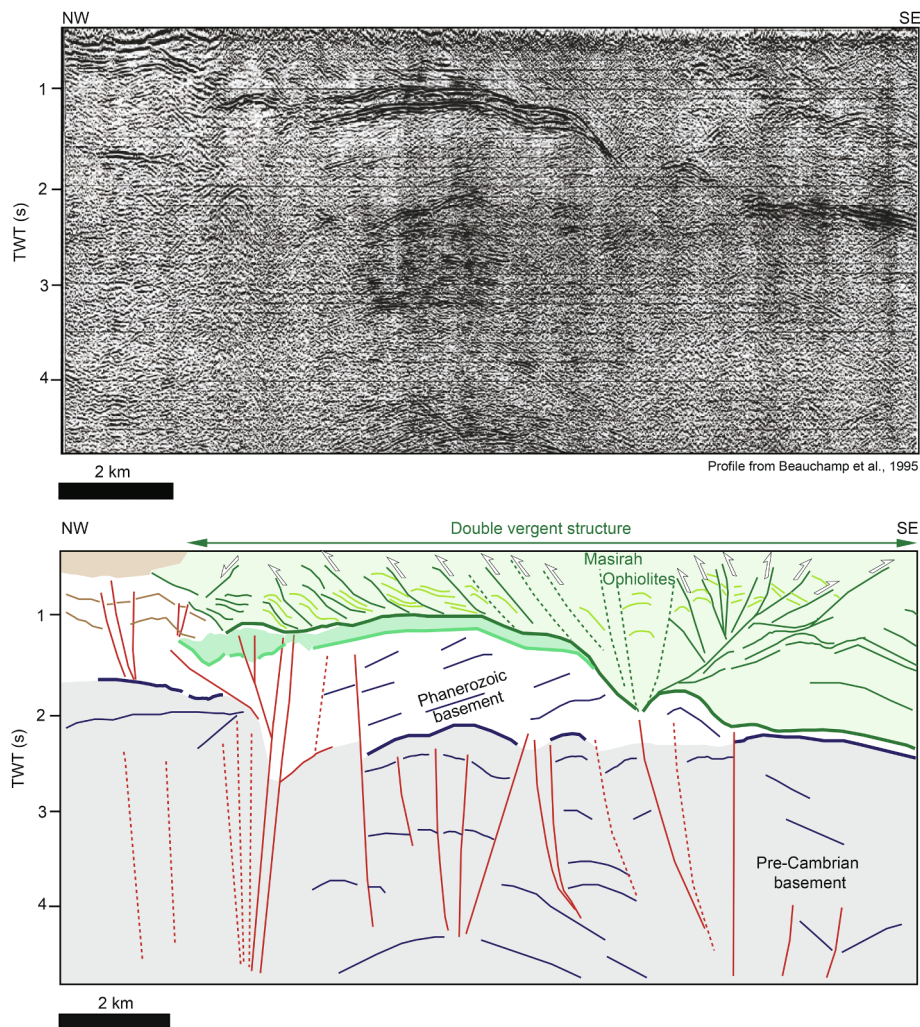 NW
SE
1
2
3
4
TWT (s)
2 km
Profile from Beauchamp et al., 1995
NW
Double vergent structure
SE
Masirah
Ophiolites
1
Phanerozoic
basement
2
TWT (s)
3
Pre-Cambrian
basement
4
2 km